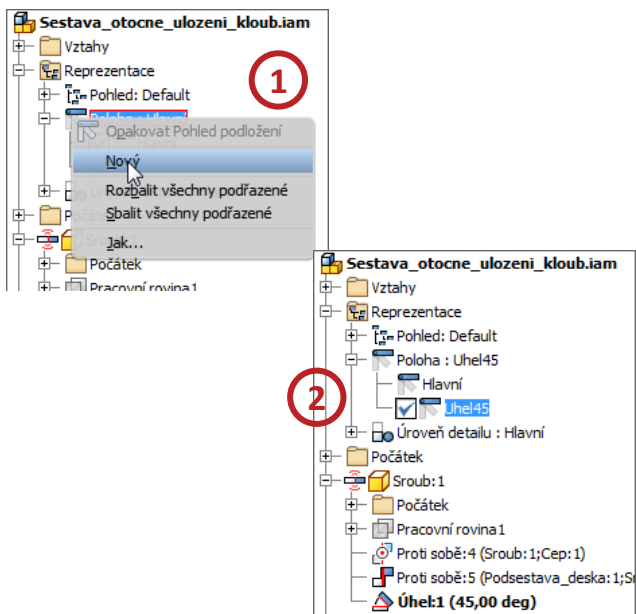 Sestava_otocne_ulozeni_kloub.iam
Vztahy
Reprezentace
1
Pohled: Default
Poloha : Hlavní
Opakovat Pohled podložení
Nový
Rozbalit všechny podřazené
Sbalit všechny podřazené
Jak...
Počátek
Pracovní rovina1
Sestava_otocne_ulozeni_kloub.iam
Vztahy
Reprezentace
Pohled: Default
Poloha : Uhel45
Hlavní
2
Uhel45
Úroveň detailu : Hlavní
Počátek
Sroub:1
Počátek
Pracovní rovina1
Proti sobě:4 (Sroub:1;Cep:1)
Proti sobě:5 (Podsestava_deska:1;S
Úhel:1 (45,00 deg)